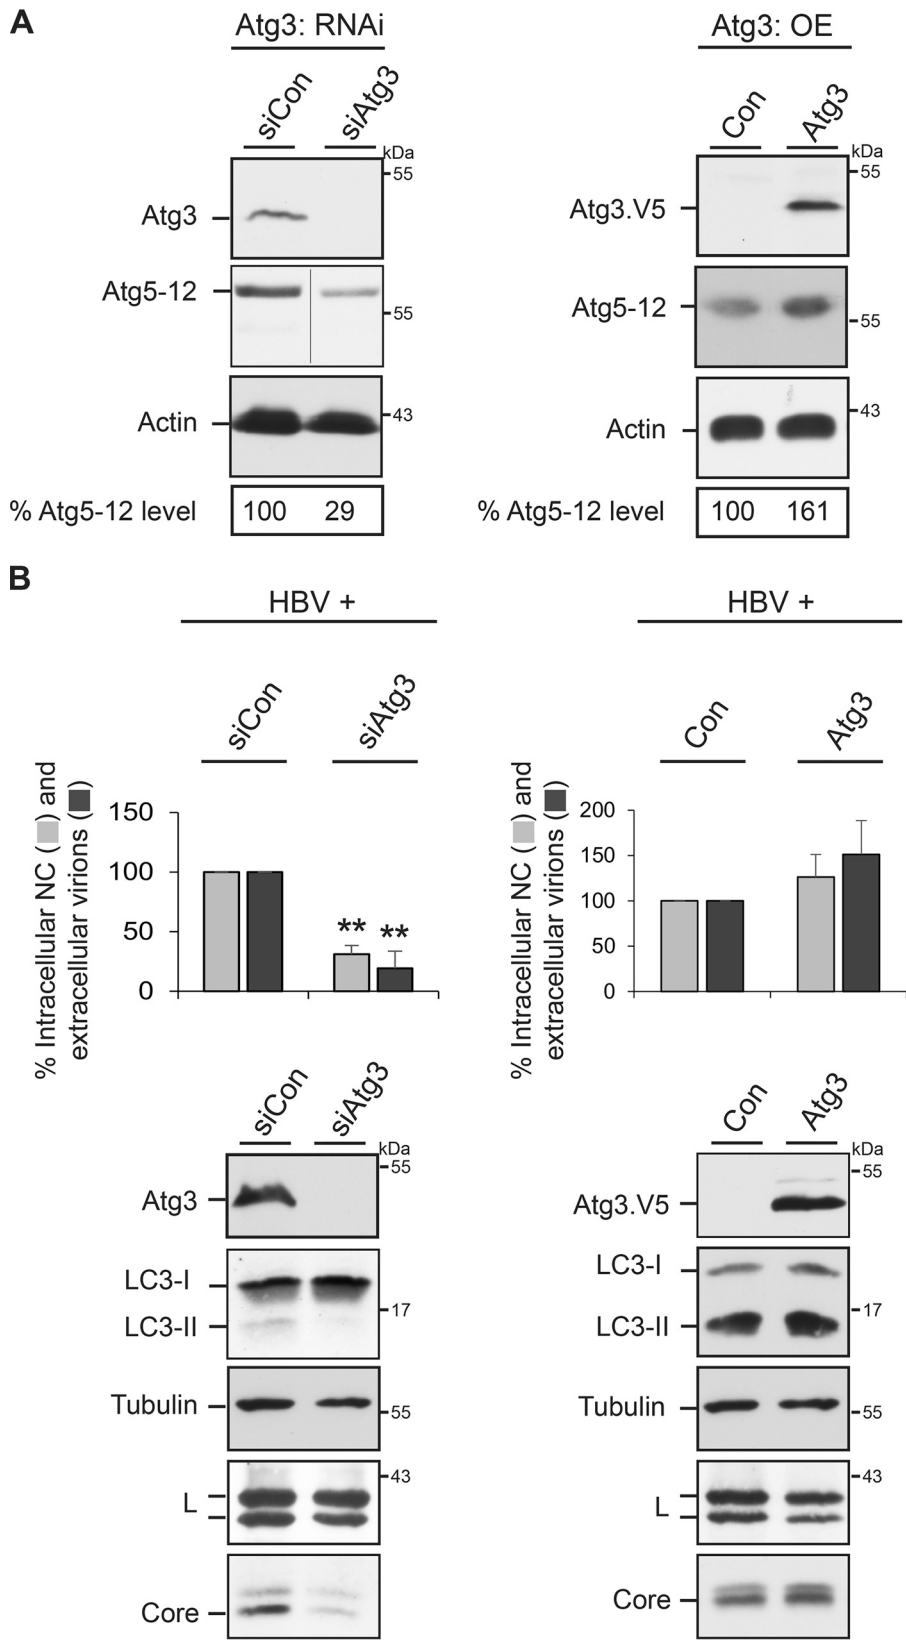 A
Atg3: RNAi
siCon
siAtg3
kDa
55
Atg3
Atg5-12
55
Actin
43
% Atg5-12 level
100
29
Atg3: OE
Con
Atg3
kDa
55
Atg3.V5
Atg5-12
55
Actin
43
% Atg5-12 level
100
161
B
HBV +
siCon
siAtg3
% Intracellular NC ( ) and
extracellular virions ( )
150
100
50
0
**
**
HBV +
Con
Atg3
% Intracellular NC ( ) and
extracellular virions ( )
200
150
100
50
0
siCon
siAtg3
kDa
55
Atg3
LC3-I
17
LC3-II
Tubulin
55
43
L
Core
Con
Atg3
kDa
55
Atg3.V5
LC3-I
17
LC3-II
Tubulin
55
43
L
Core